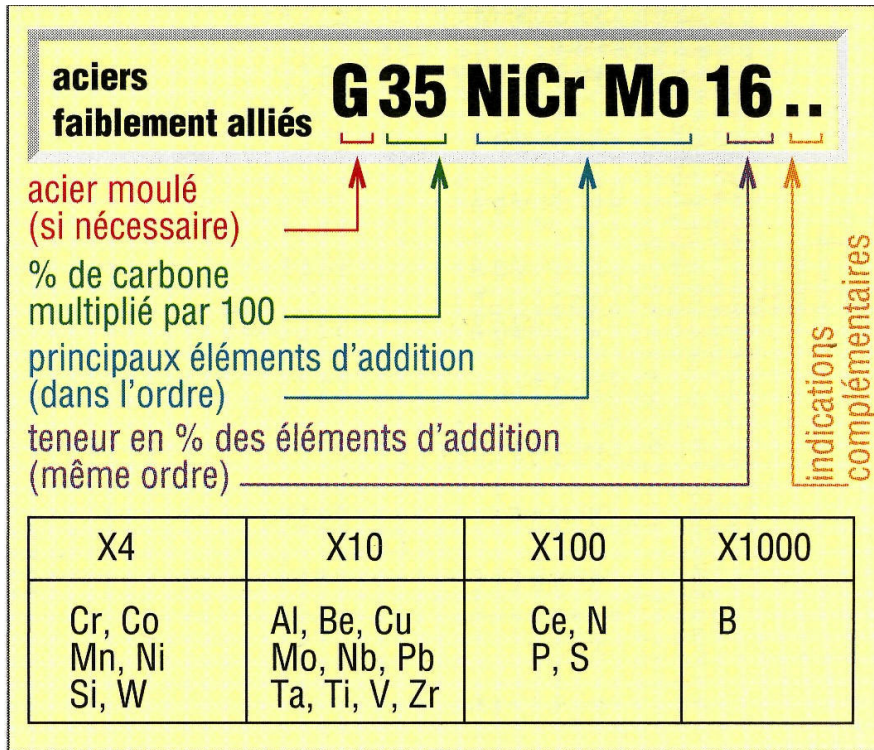 aciers
faiblement alliés
G 35 NiCr Mo 16 ..
acier moulé
(si nécessaire)
% de carbone
multiplié par 100
principaux éléments d'addition
(dans l'ordre)
teneur en % des éléments d'addition
(même ordre)
indications
complémentaires
X4 X10 X100 X1000
Cr, Co Al, Be, Cu Ce, N B
Mn, Ni Mo, Nb, Pb P, S
Si, W Ta, Ti, V, Zr